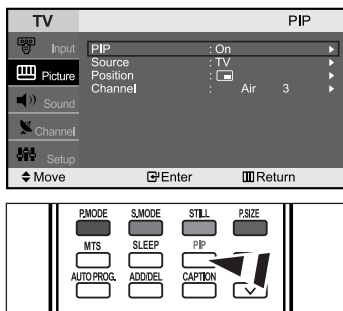 TV PIP
Input
Picture
Sound
Channel
Setup
PIP : On
Source : TV
Position :
Channel : Air 3
Move Enter Return
P.MODE S.MODE STILL P.SIZE
MTS SLEEP PIP
AUTO PROG. ADD/DEL CAPTION